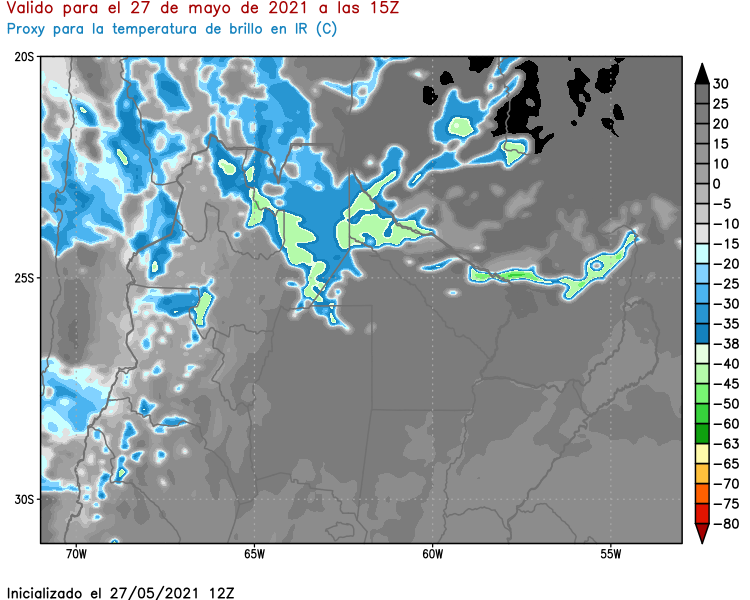 Valido para el 27 de mayo de 2021 a las 15Z
Proxy para la temperatura de brillo en IR (C)
20S
25S
30S
70W
65W
60W
55W
30
25
20
15
10
0
−5
−10
−15
−20
−25
−30
−35
−38
−40
−45
−50
−60
−63
−65
−70
−75
−80
Inicializado el 27/05/2021 12Z